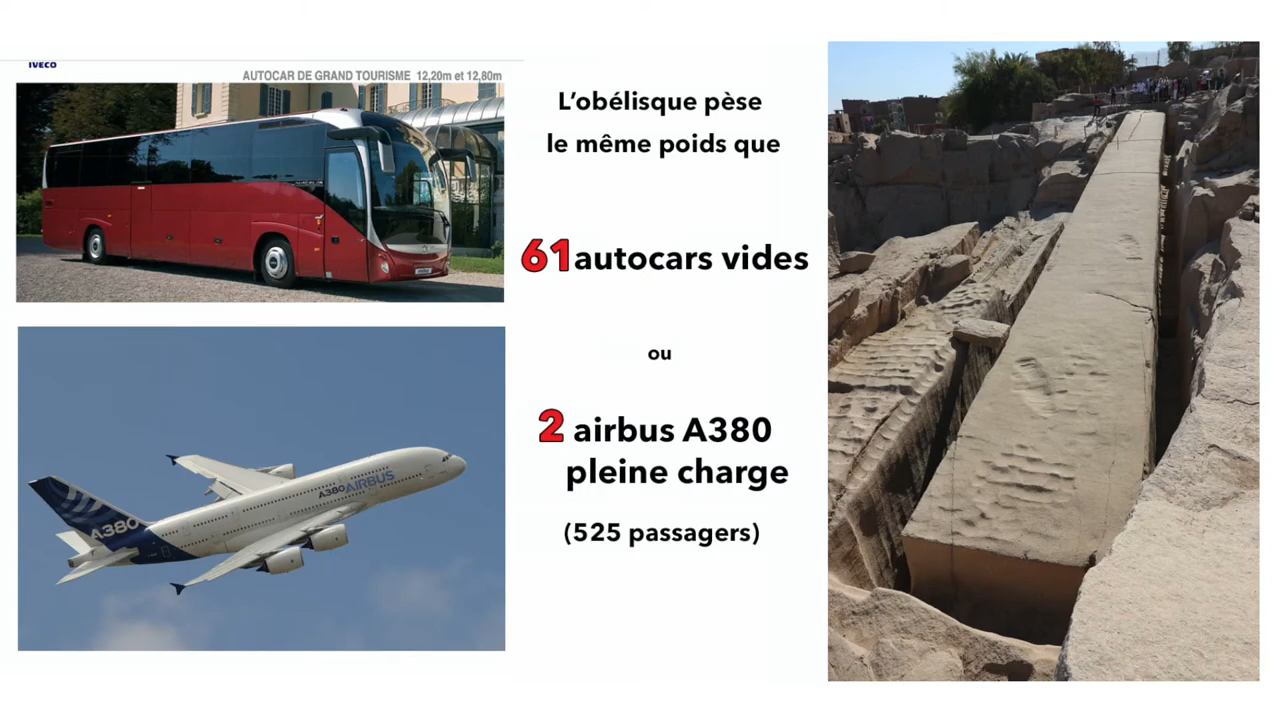 IVECO
AUTOCAR DE GRAND TOURISME 12,20m et 12,80m
L'obélisque pèse
le même poids que
61 autocars vides
ou
2 airbus A380
pleine charge
(525 passagers)
A380 AIRBUS
A380